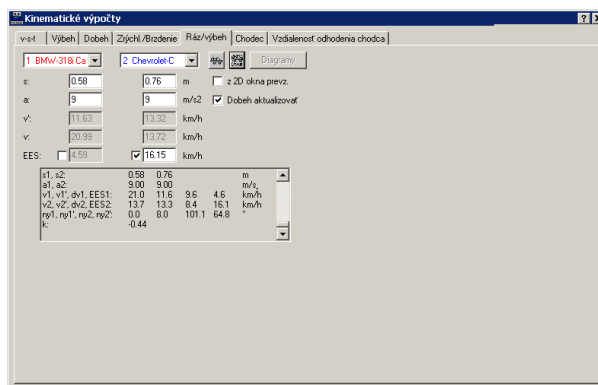 Kinematické výpočty
v-s-t Výbeh Dobeh Zrýchl./Brzdenie Ráz/výbeh Chodec Vzdialenosť odhodenia chodca
1 BMW-318i Ca 2 Chevrolet-C Diagramy
s: 0.58 0.76 m z 2D okna prevz.
a: 9 9 m/s2 Dobeh aktualizovať
v': 11.63 13.32 km/h
v: 20.99 13.72 km/h
EES: 4.59 16.15 km/h
s1, s2: 0.58 0.76 m
a1, a2: 9.00 9.00 m/s˛
v1, v1', dv1, EES1: 21.0 11.6 9.6 4.6 km/h
v2, v2', dv2, EES2: 13.7 13.3 8.4 16.1 km/h
ny1, ny1', ny2, ny2': 0.0 8.0 101.1 64.8 °
k: -0.44